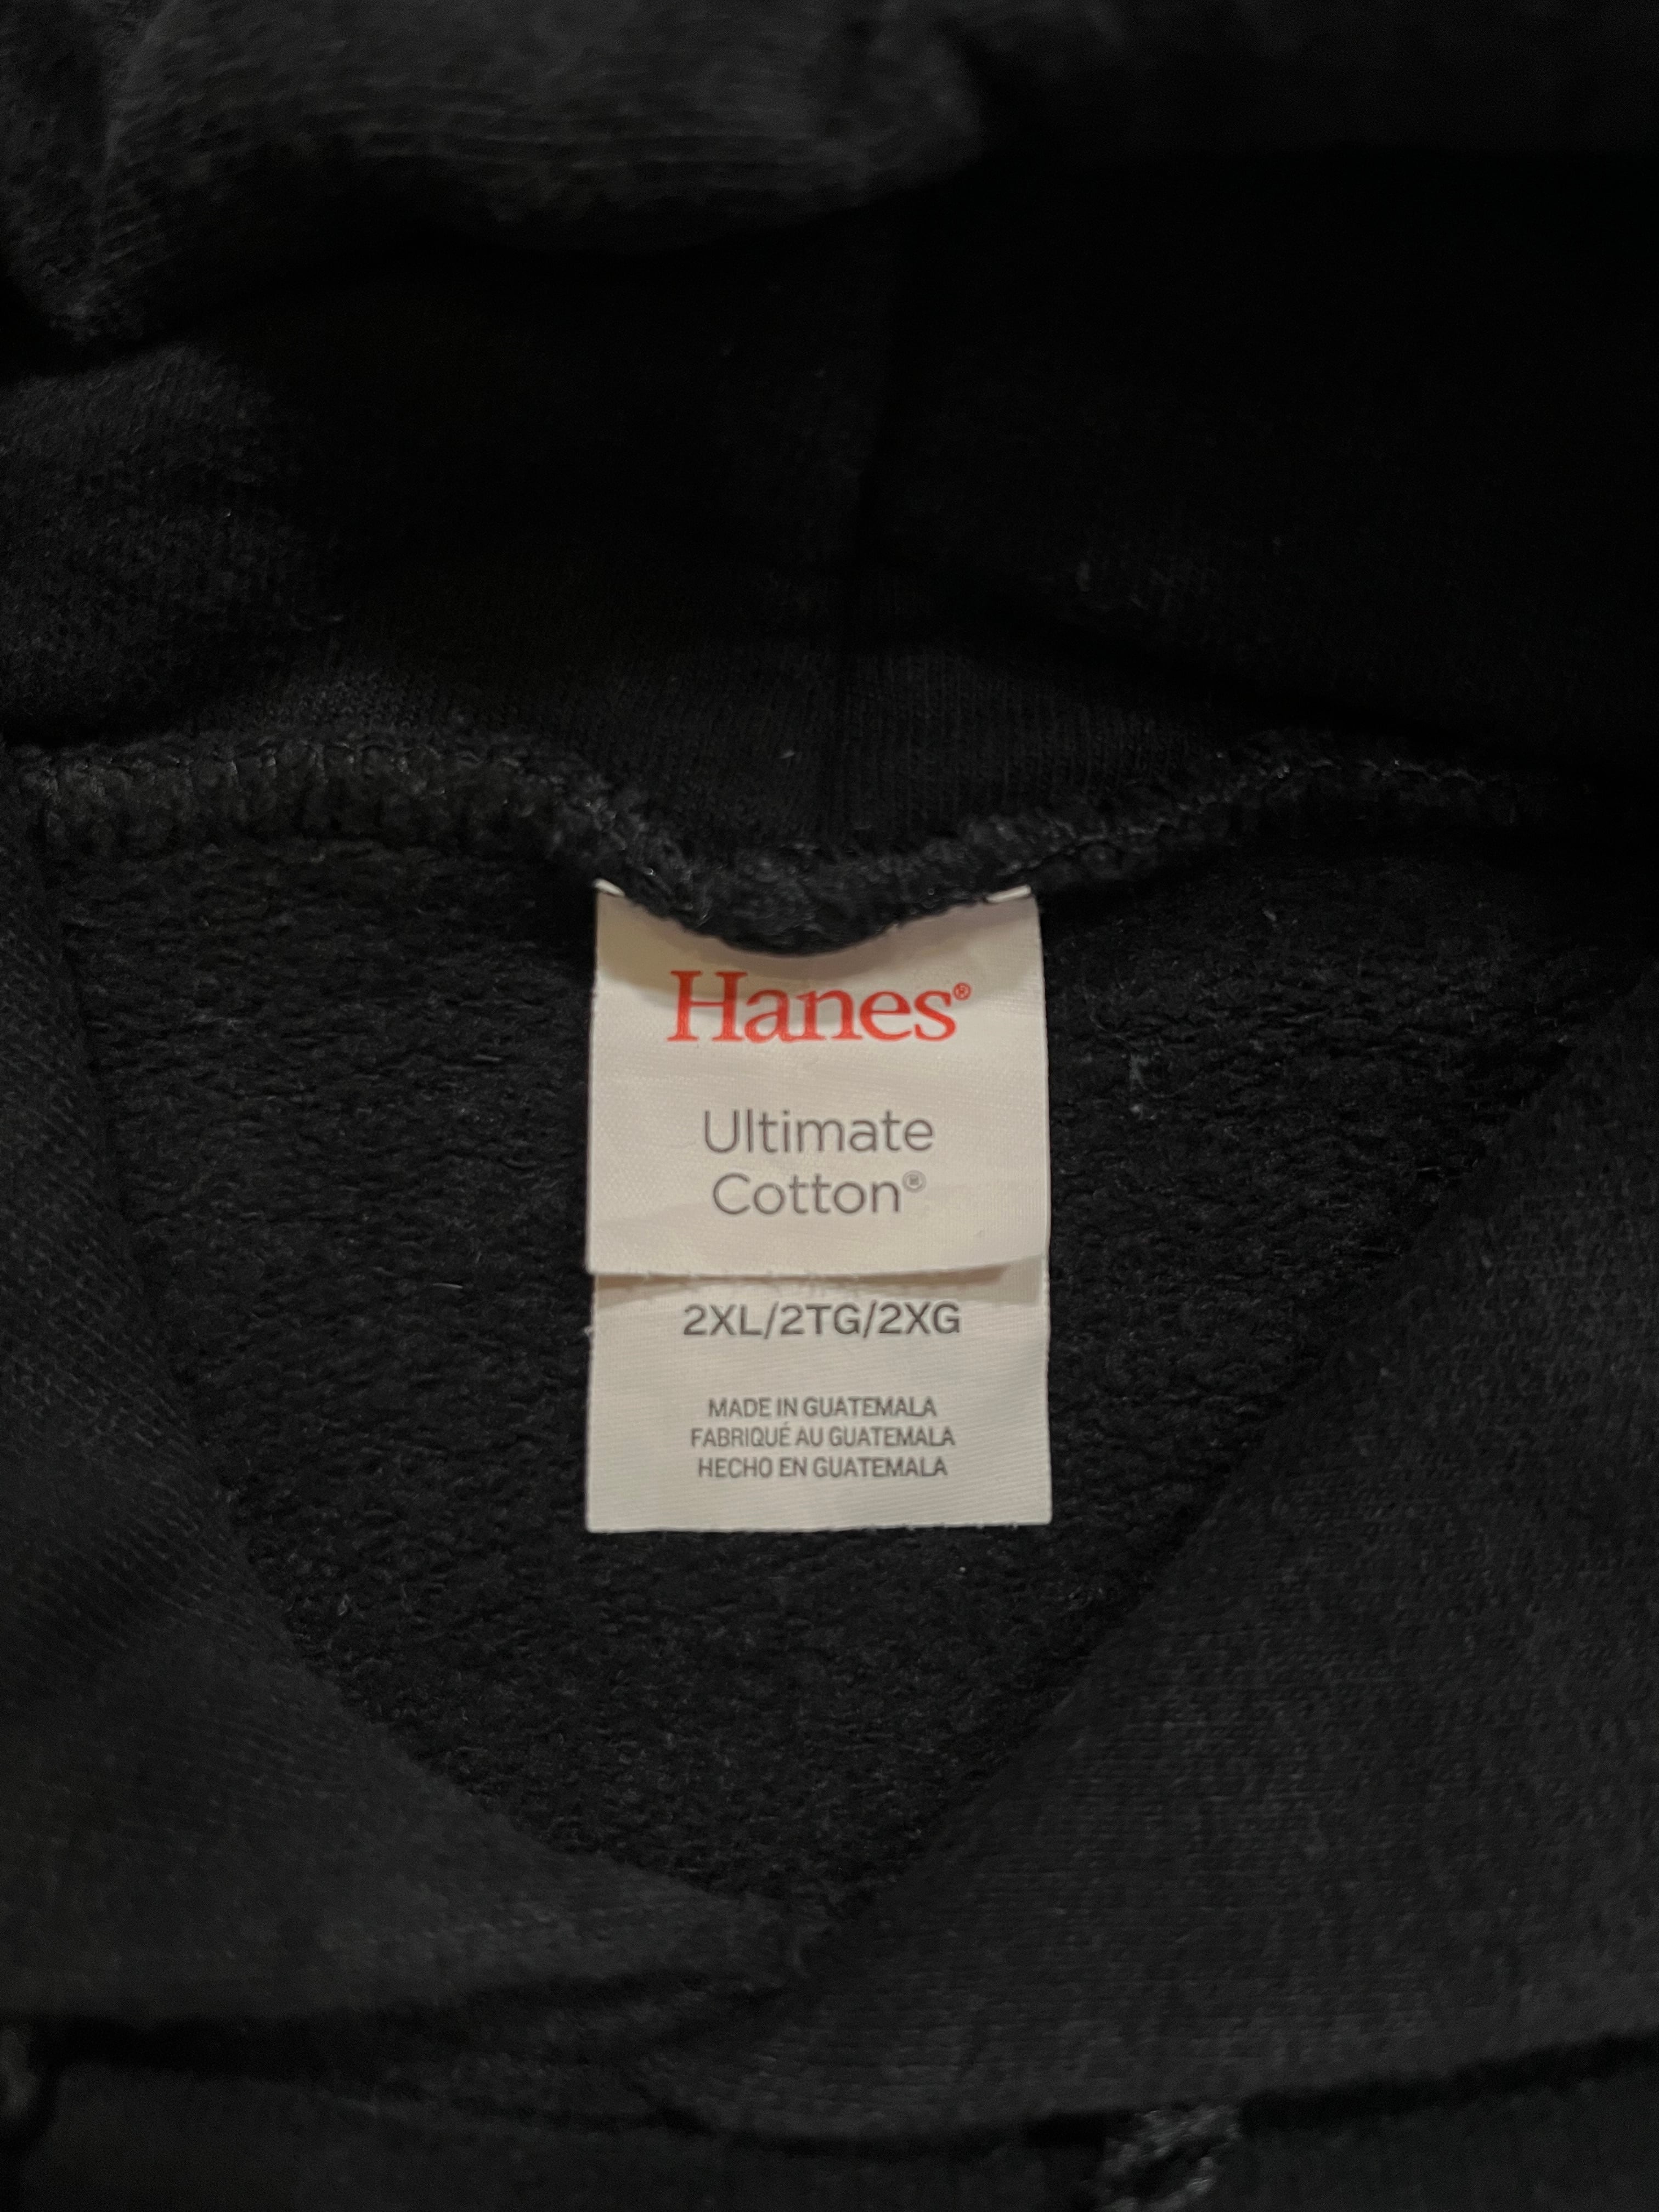 Hanes®
Ultimate
Cotton®
2XL/2TG/2XG
MADE IN GUATEMALA
FABRIQUÉ AU GUATEMALA
HECHO EN GUATEMALA